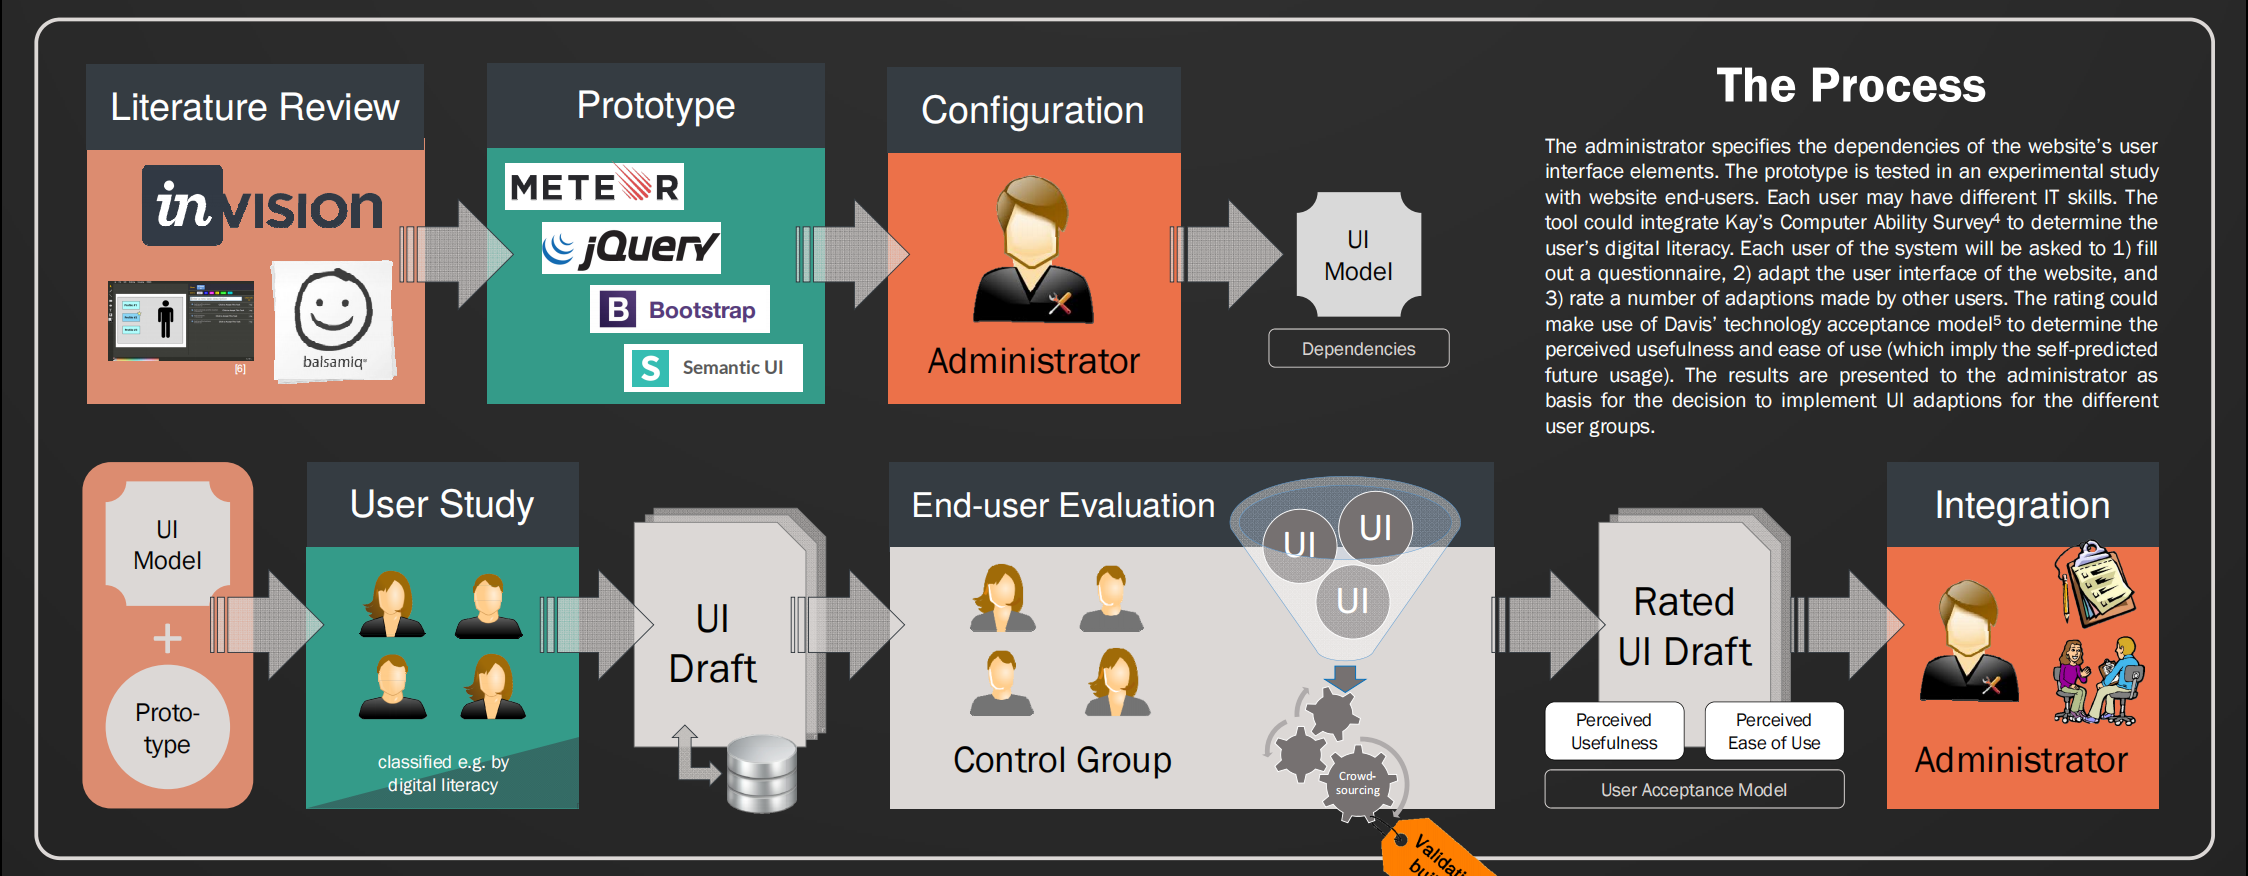 Literature Review
invision
[6]
balsamiq®
Prototype
METEOR
jQuery
B Bootstrap
S Semantic UI
Configuration
Administrator
UI
Model
Dependencies
The Process
The administrator specifies the dependencies of the website's user
interface elements. The prototype is tested in an experimental study
with website end-users. Each user may have different IT skills. The
tool could integrate Kay's Computer Ability Survey⁴ to determine the
user's digital literacy. Each user of the system will be asked to 1) fill
out a questionnaire, 2) adapt the user interface of the website, and
3) rate a number of adaptions made by other users. The rating could
make use of Davis' technology acceptance model⁵ to determine the
perceived usefulness and ease of use (which imply the self-predicted
future usage). The results are presented to the administrator as
basis for the decision to implement UI adaptions for the different
user groups.
UI
Model
+
Proto-
type
User Study
classified e.g. by
digital literacy
UI
Draft
End-user Evaluation
Control Group
UI
UI
UI
Crowd-
sourcing
Rated
UI Draft
Perceived
Usefulness
Perceived
Ease of Use
User Acceptance Model
Integration
Administrator